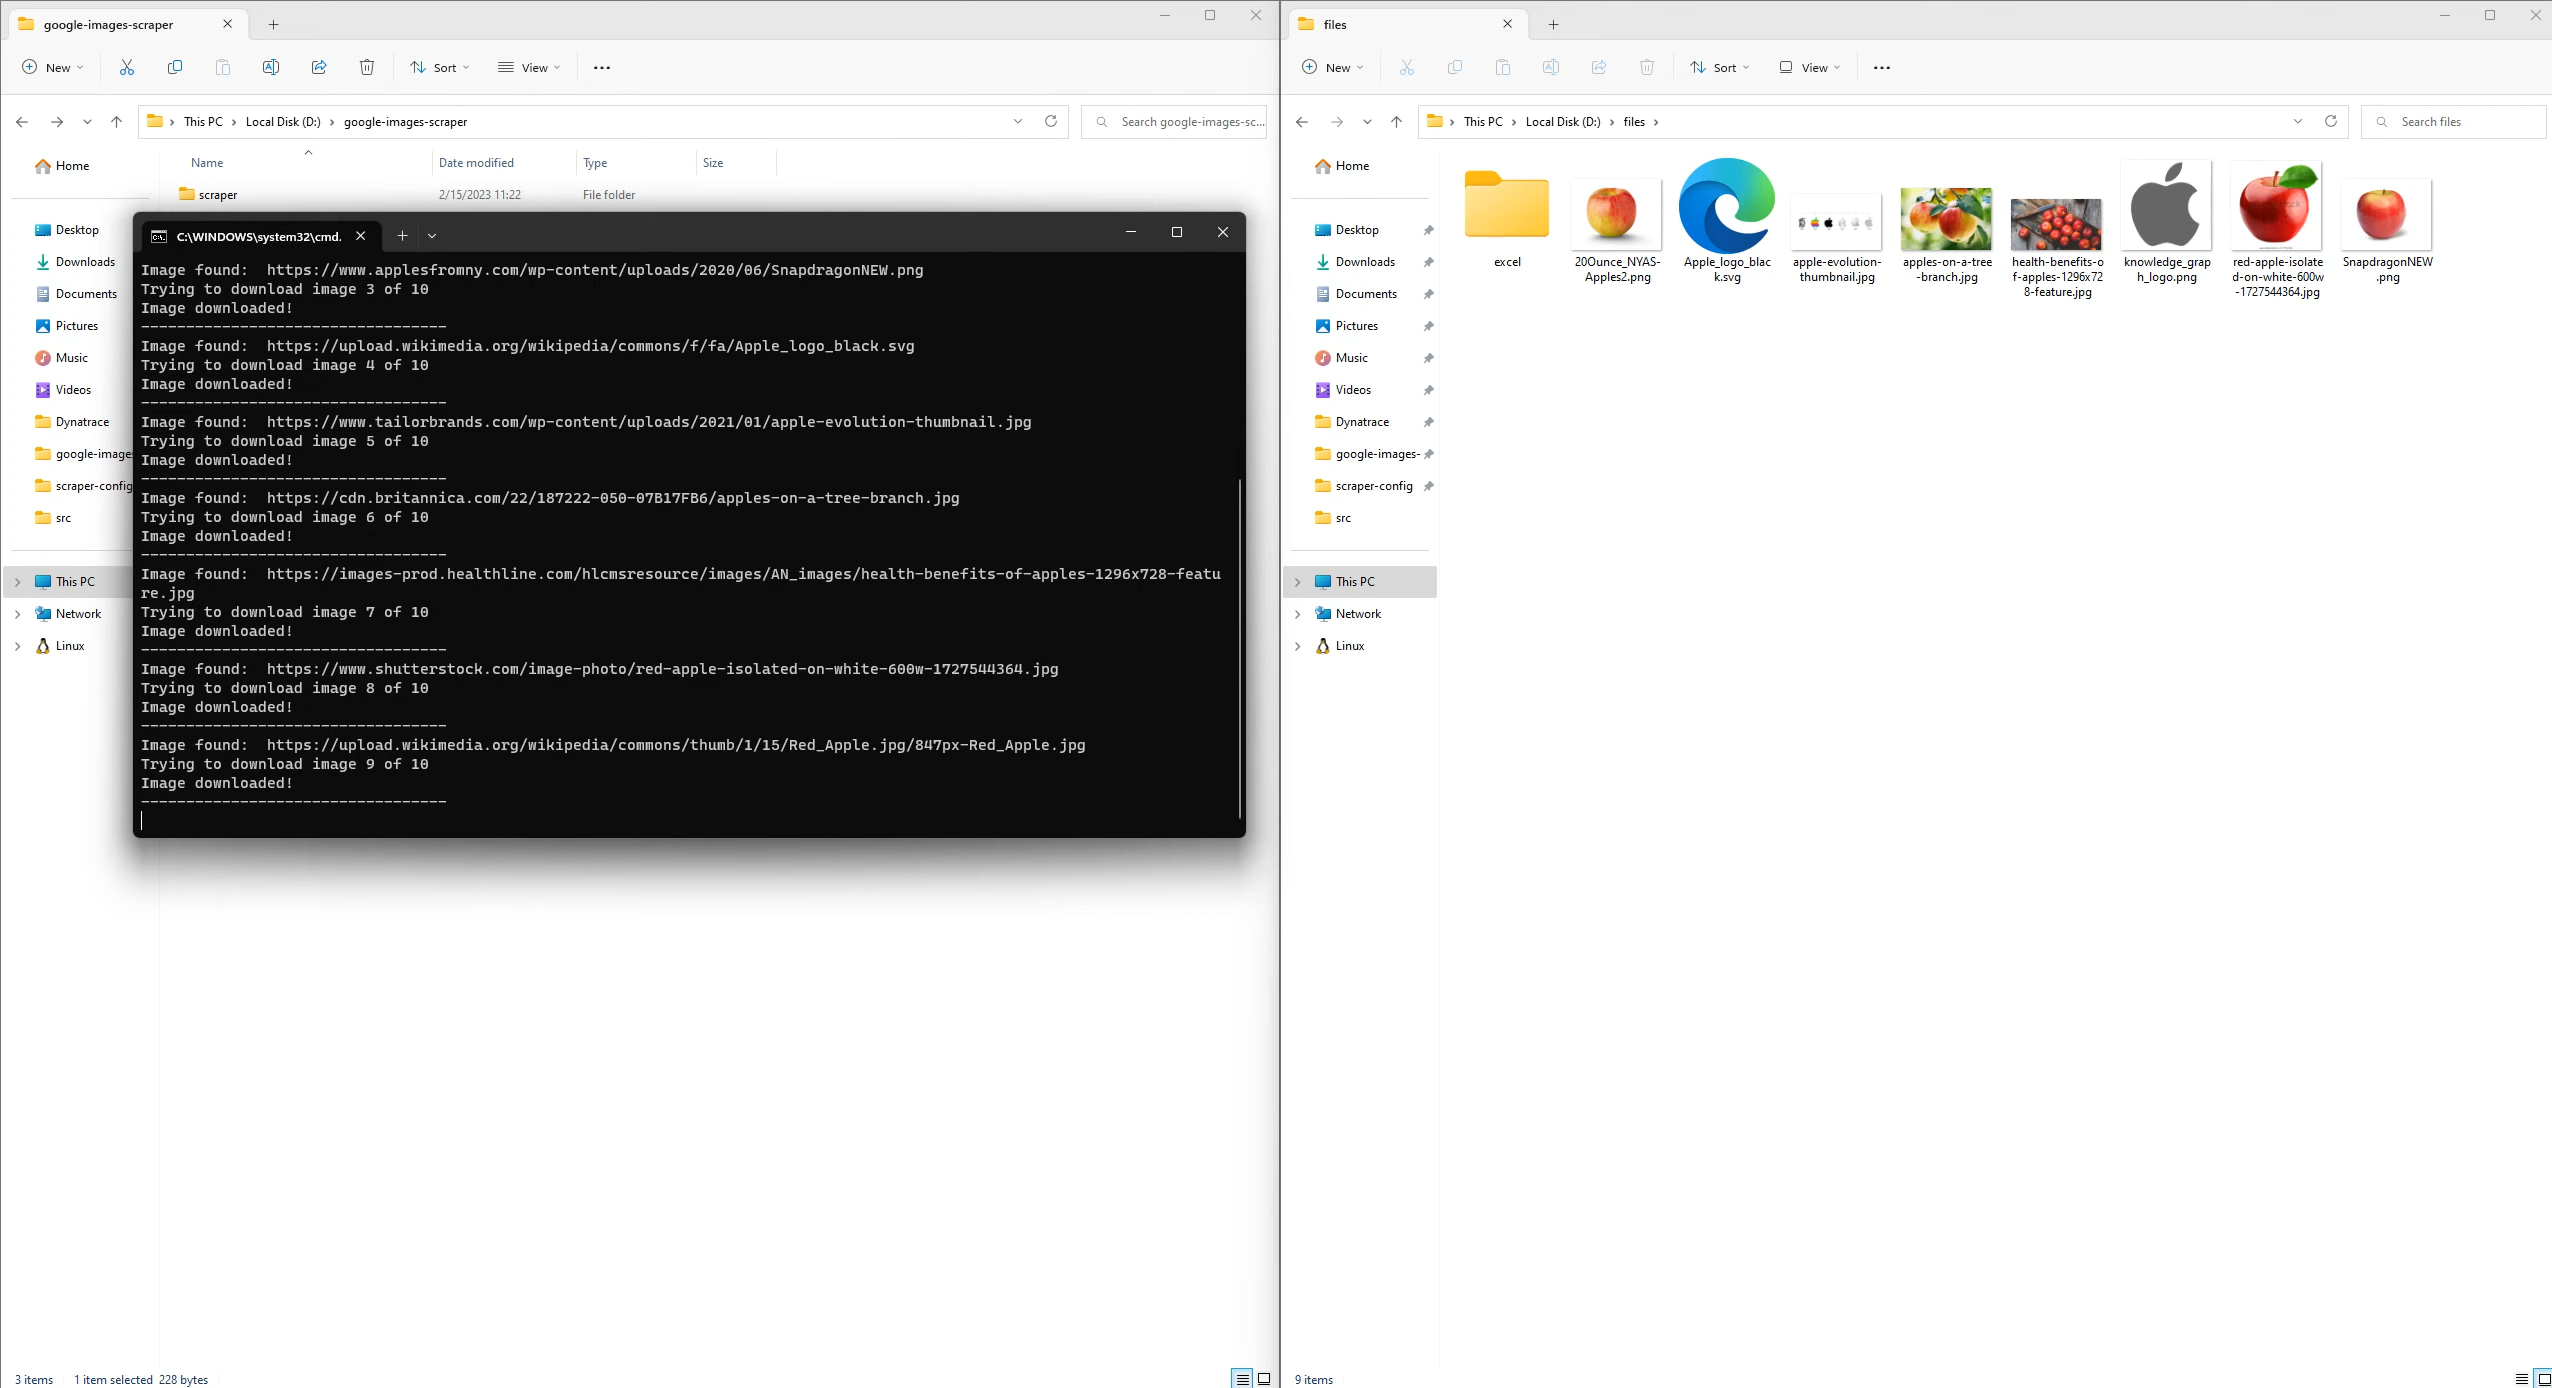 google-images-scraper
New
Sort
View
This PC
Local Disk (D:)
google-images-scraper
Search google-images-sc...
Name
Date modified
Type
Size
scraper
2/15/2023 11:22
File folder
Home
Desktop
Downloads
Documents
Pictures
Music
Videos
Dynatrace
google-images
scraper-config
src
This PC
Network
Linux
C:\WINDOWS\system32\cmd.
Image found:  https://www.applesfromny.com/wp-content/uploads/2020/06/SnapdragonNEW.png
Trying to download image 3 of 10
Image downloaded!
----------------------------------
Image found:  https://upload.wikimedia.org/wikipedia/commons/f/fa/Apple_logo_black.svg
Trying to download image 4 of 10
Image downloaded!
----------------------------------
Image found:  https://www.tailorbrands.com/wp-content/uploads/2021/01/apple-evolution-thumbnail.jpg
Trying to download image 5 of 10
Image downloaded!
----------------------------------
Image found:  https://cdn.britannica.com/22/187222-050-07B17FB6/apples-on-a-tree-branch.jpg
Trying to download image 6 of 10
Image downloaded!
----------------------------------
Image found:  https://images-prod.healthline.com/hlcmsresource/images/AN_images/health-benefits-of-apples-1296x728-featu
re.jpg
Trying to download image 7 of 10
Image downloaded!
----------------------------------
Image found:  https://www.shutterstock.com/image-photo/red-apple-isolated-on-white-600w-1727544364.jpg
Trying to download image 8 of 10
Image downloaded!
----------------------------------
Image found:  https://upload.wikimedia.org/wikipedia/commons/thumb/1/15/Red_Apple.jpg/847px-Red_Apple.jpg
Trying to download image 9 of 10
Image downloaded!
----------------------------------
3 items
1 item selected 228 bytes
files
New
Sort
View
This PC
Local Disk (D:)
files
Search files
Home
Desktop
Downloads
Documents
Pictures
Music
Videos
Dynatrace
google-images-
scraper-config
src
This PC
Network
Linux
excel
20Ounce_NYAS-
Apples2.png
Apple_logo_blac
k.svg
apple-evolution-
thumbnail.jpg
apples-on-a-tree
-branch.jpg
health-benefits-o
f-apples-1296x72
8-feature.jpg
knowledge_grap
h_logo.png
red-apple-isolate
d-on-white-600w
-1727544364.jpg
SnapdragonNEW
.png
9 items